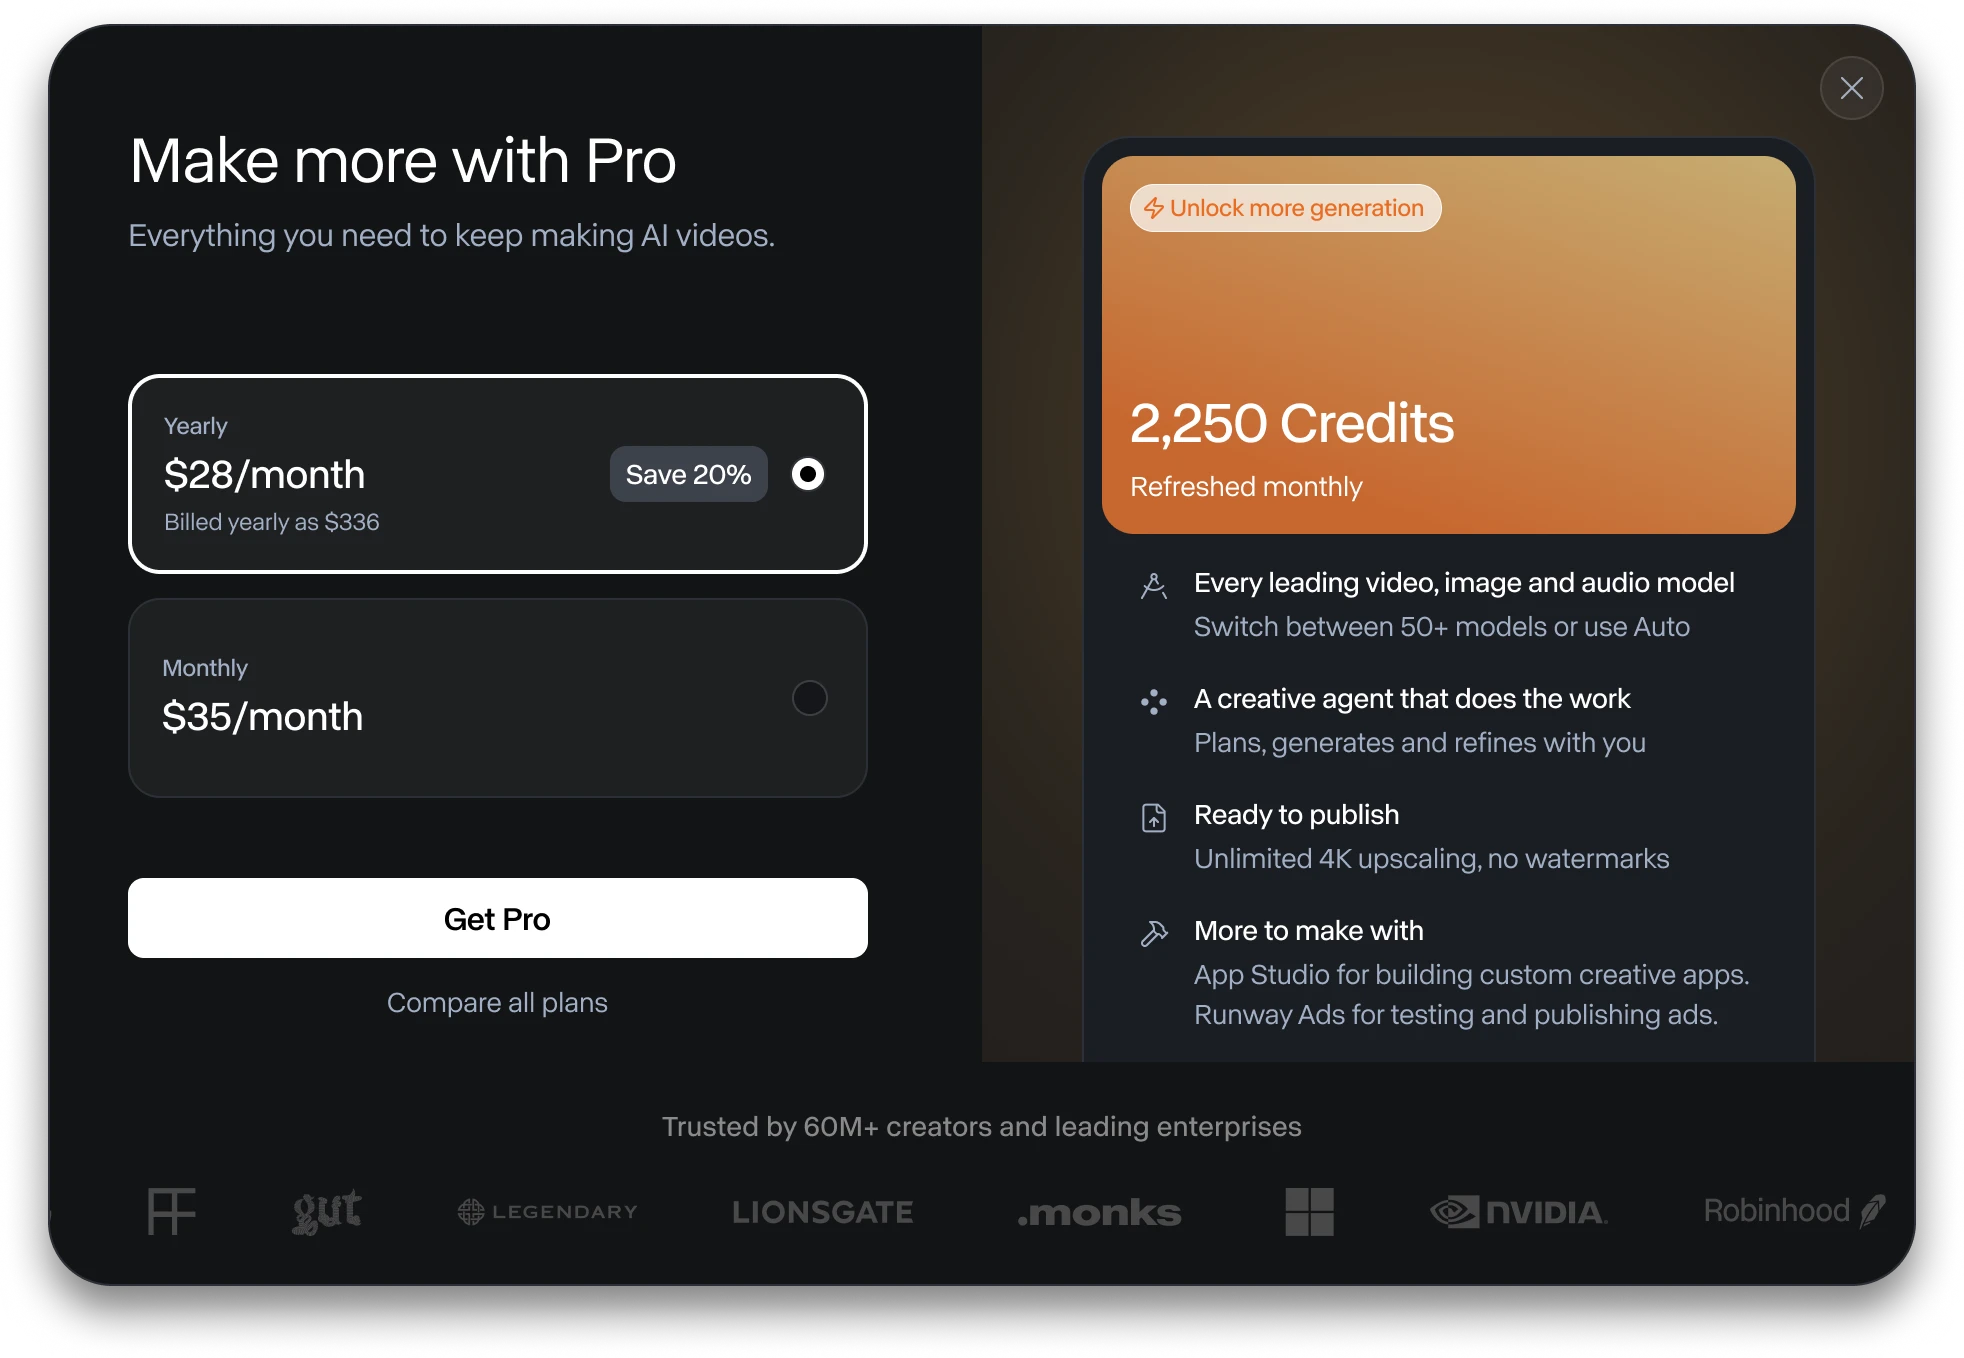 Make more with Pro
Everything you need to keep making AI videos.
Yearly
$28/month
Save 20%
Billed yearly as $336
Monthly
$35/month
Get Pro
Compare all plans
Unlock more generation
2,250 Credits
Refreshed monthly
Every leading video, image and audio model
Switch between 50+ models or use Auto
A creative agent that does the work
Plans, generates and refines with you
Ready to publish
Unlimited 4K upscaling, no watermarks
More to make with
App Studio for building custom creative apps.
Runway Ads for testing and publishing ads.
Trusted by 60M+ creators and leading enterprises
gut
LEGENDARY
LIONSGATE
.monks
NVIDIA.
Robinhood